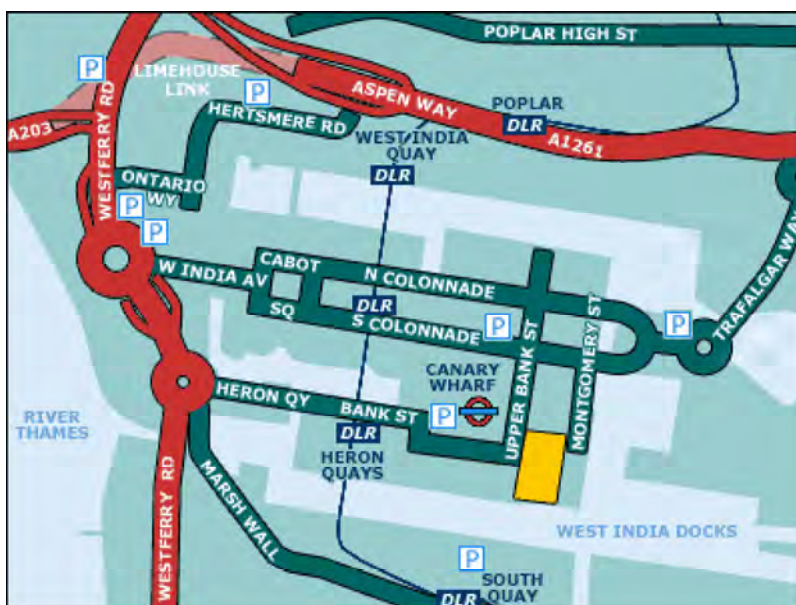 POPLAR HIGH ST
P
LIMEHOUSE
LINK
P
WESTFERRY RD
ASPEN WAY
POPLAR
DLR
A1261
A203
HERTSMERE RD
WEST INDIA
QUAY
DLR
ONTARIO
WY
P
P
TRAFALGAR WAY
W INDIA AV
CABOT
SQ
N COLONNADE
DLR
S COLONNADE
P
UPPER BANK ST
MONTGOMERY ST
P
CANARY
WHARF
HERON QY
BANK ST
P
DLR
HERON
QUAYS
RIVER
THAMES
WESTFERRY RD
MARSH WALL
WEST INDIA DOCKS
P
SOUTH
QUAY
DLR